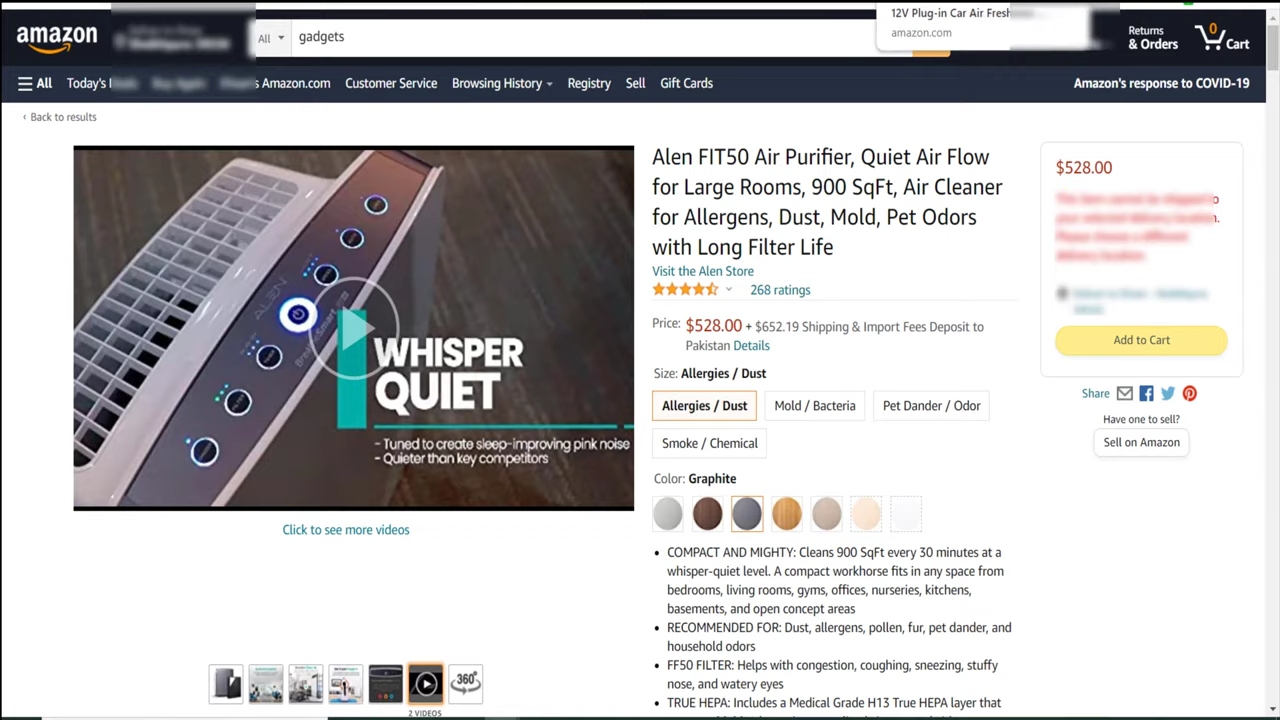 12V Plug-in Car Air Fresh
amazon.com
amazon
All
gadgets
Returns
& Orders
0
Cart
All
Today's
Amazon.com
Customer Service
Browsing History
Registry
Sell
Gift Cards
Amazon's response to COVID-19
‹ Back to results
ALEN
WHISPER
QUIET
- Tuned to create sleep-improving pink noise
- Quieter than key competitors
Click to see more videos
360°
2 VIDEOS
Alen FIT50 Air Purifier, Quiet Air Flow
for Large Rooms, 900 SqFt, Air Cleaner
for Allergens, Dust, Mold, Pet Odors
with Long Filter Life
Visit the Alen Store
268 ratings
Price: $528.00 + $652.19 Shipping & Import Fees Deposit to
Pakistan Details
Size: Allergies / Dust
Allergies / Dust
Mold / Bacteria
Pet Dander / Odor
Smoke / Chemical
Color: Graphite
• COMPACT AND MIGHTY: Cleans 900 SqFt every 30 minutes at a
whisper-quiet level. A compact workhorse fits in any space from
bedrooms, living rooms, gyms, offices, nurseries, kitchens,
basements, and open concept areas
• RECOMMENDED FOR: Dust, allergens, pollen, fur, pet dander, and
household odors
• FF50 FILTER: Helps with congestion, coughing, sneezing, stuffy
nose, and watery eyes
• TRUE HEPA: Includes a Medical Grade H13 True HEPA layer that
$528.00
Add to Cart
Share
Have one to sell?
Sell on Amazon